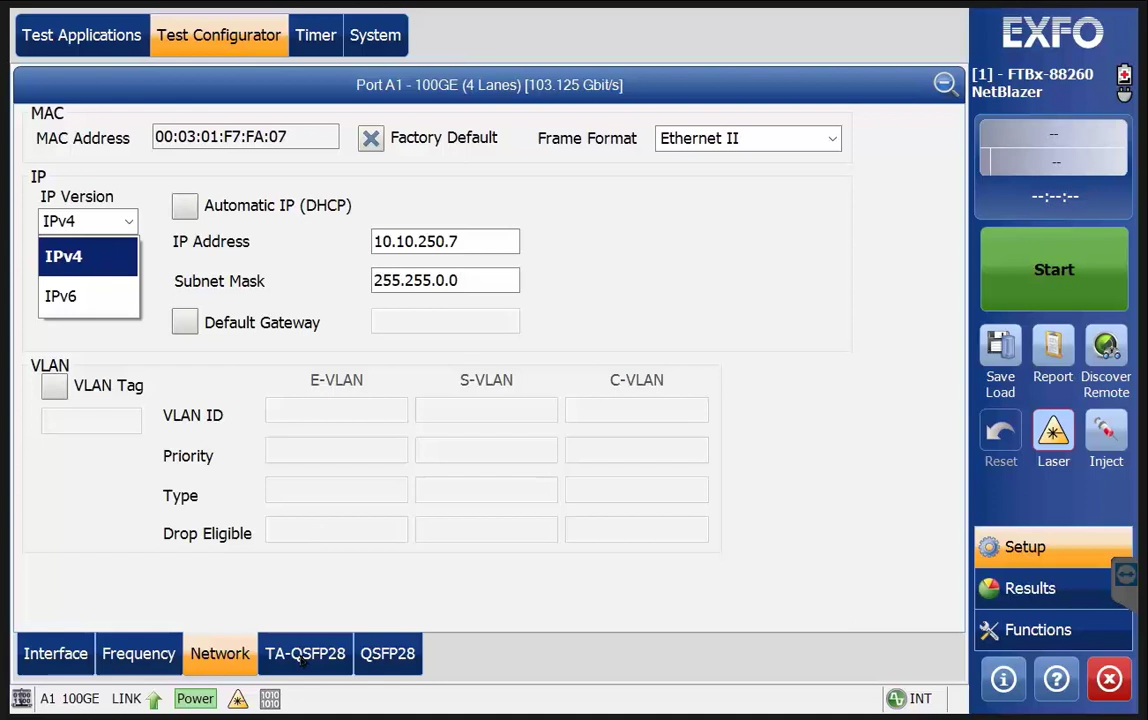 Test Applications
Test Configurator
Timer
System
EXFO
[1] - FTBx-88260
NetBlazer
Port A1 - 100GE (4 Lanes) [103.125 Gbit/s]
MAC
MAC Address
00:03:01:F7:FA:07
Factory Default
Frame Format
Ethernet II
IP
IP Version
IPv4
IPv4
IPv6
Automatic IP (DHCP)
IP Address
10.10.250.7
Subnet Mask
255.255.0.0
Default Gateway
VLAN
VLAN Tag
E-VLAN
S-VLAN
C-VLAN
VLAN ID
Priority
Type
Drop Eligible
--
--
--:--:--
Start
Save
Load
Report
Discover
Remote
Reset
Laser
Inject
Setup
Results
Functions
Interface
Frequency
Network
TA-QSFP28
QSFP28
A1 100GE
LINK
Power
1010
1010
INT